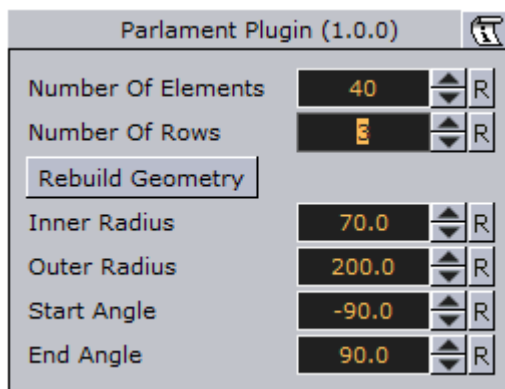 Parlament Plugin (1.0.0)
Number Of Elements 40 R
Number Of Rows 3 R
Rebuild Geometry
Inner Radius 70.0 R
Outer Radius 200.0 R
Start Angle -90.0 R
End Angle 90.0 R